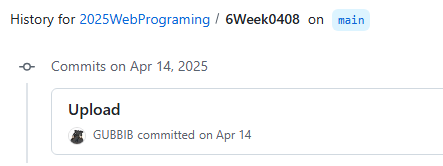 History for 2025WebPrograming / 6Week0408 on main
Commits on Apr 14, 2025
Upload
GUBBIB committed on Apr 14